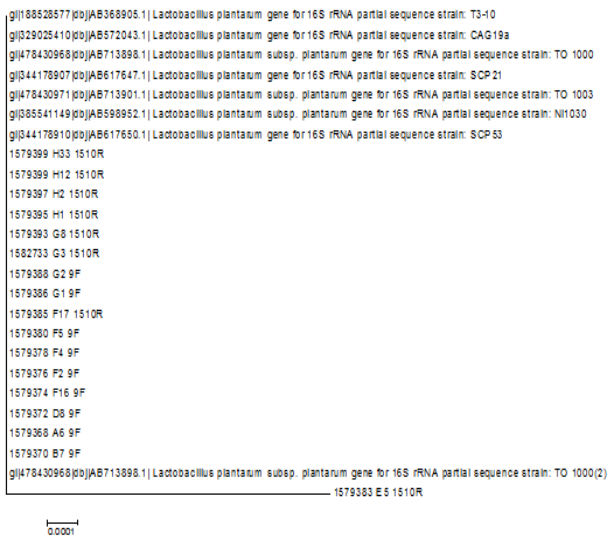 gi|188528577|dbj|AB368905.1| Lactobacillus plantarum gene for 16S rRNA partial sequence strain: T3-10
gi|329025410|dbj|AB572043.1| Lactobacillus plantarum gene for 16S rRNA partial sequence strain: CAG19a
gi|478430968|dbj|AB713898.1| Lactobacillus plantarum subsp. plantarum gene for 16S rRNA partial sequence strain: TO 1000
gi|344178907|dbj|AB617647.1| Lactobacillus plantarum gene for 16S rRNA partial sequence strain: SCP21
gi|478430971|dbj|AB713901.1| Lactobacillus plantarum subsp. plantarum gene for 16S rRNA partial sequence strain: TO 1003
gi|385541149|dbj|AB598952.1| Lactobacillus plantarum subsp. plantarum gene for 16S rRNA partial sequence strain: NI1030
gi|344178910|dbj|AB617650.1| Lactobacillus plantarum gene for 16S rRNA partial sequence strain: SCP53
1579399 H33 1510R
1579399 H12 1510R
1579397 H2 1510R
1579395 H1 1510R
1579393 G8 1510R
1582733 G3 1510R
1579388 G2 9F
1579386 G1 9F
1579385 F17 1510R
1579380 F5 9F
1579378 F4 9F
1579376 F2 9F
1579374 F16 9F
1579372 D8 9F
1579368 A6 9F
1579370 B7 9F
gi|478430968|dbj|AB713898.1| Lactobacillus plantarum subsp. plantarum gene for 16S rRNA partial sequence strain: TO 1000(2)
1579383 E5 1510R
0.0001